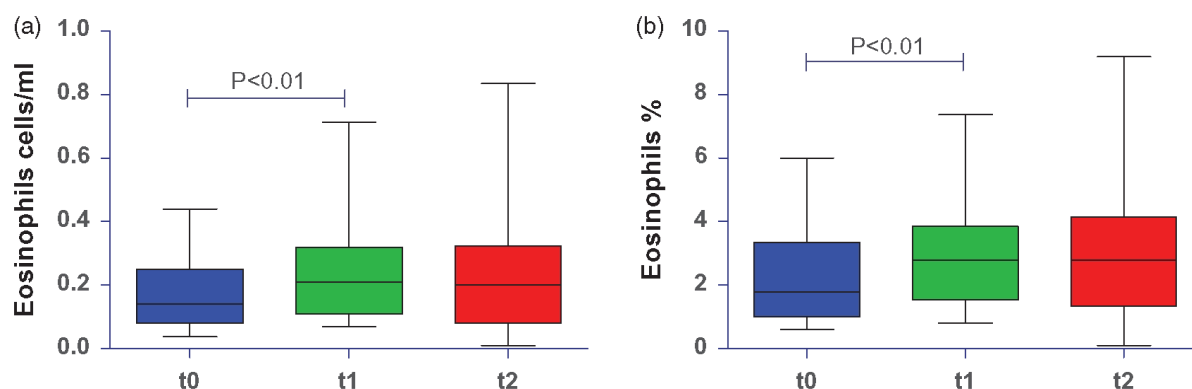 (a)
Eosinophils cells/ml
1.0
0.8
0.6
0.4
0.2
0.0
P<0.01
t0 t1 t2
(b)
Eosinophils %
10
8
6
4
2
0
P<0.01
t0 t1 t2